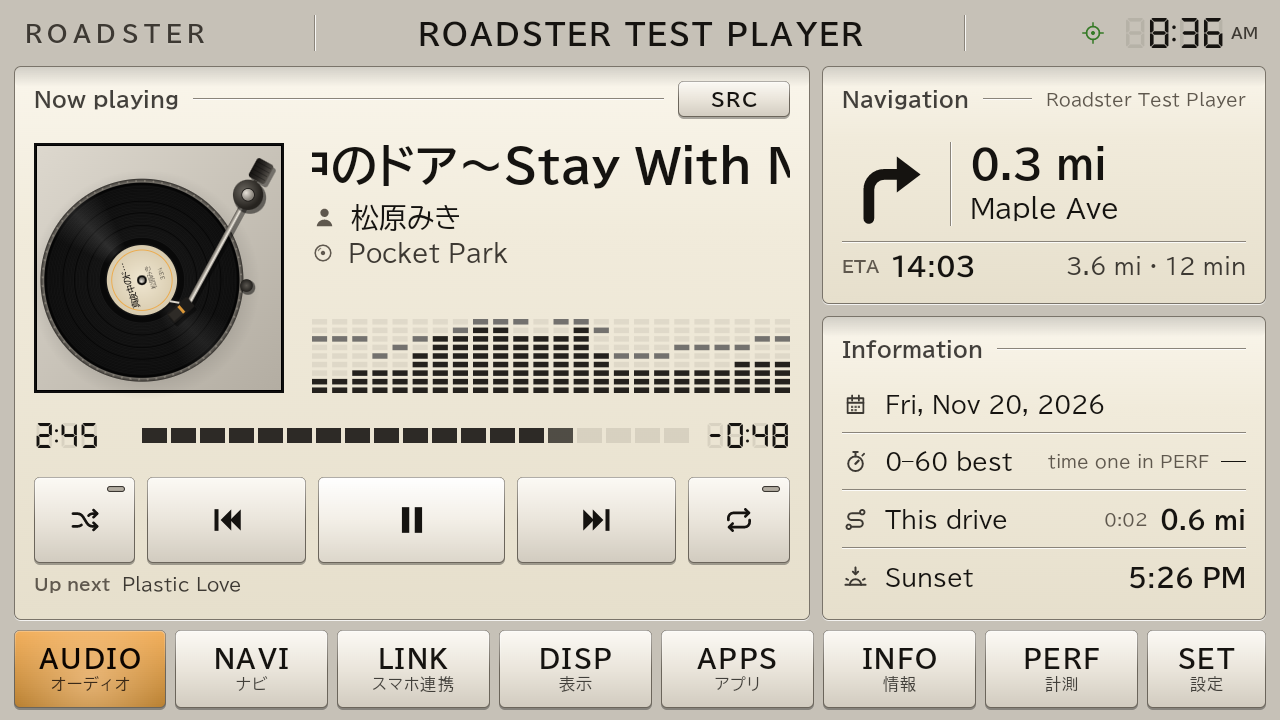 ROADSTER
ROADSTER TEST PLAYER
8:36 AM
Now playing
SRC
のドア〜Stay With
松原みき
Pocket Park
2:45
-0:48
Up next Plastic Love
Navigation
Roadster Test Player
0.3 mi
Maple Ave
ETA 14:03
3.6 mi · 12 min
Information
Fri, Nov 20, 2026
0–60 best
time one in PERF —
This drive
0:02 0.6 mi
Sunset
5:26 PM
AUDIO
オーディオ
NAVI
ナビ
LINK
スマホ連携
DISP
表示
APPS
アプリ
INFO
情報
PERF
計測
SET
設定